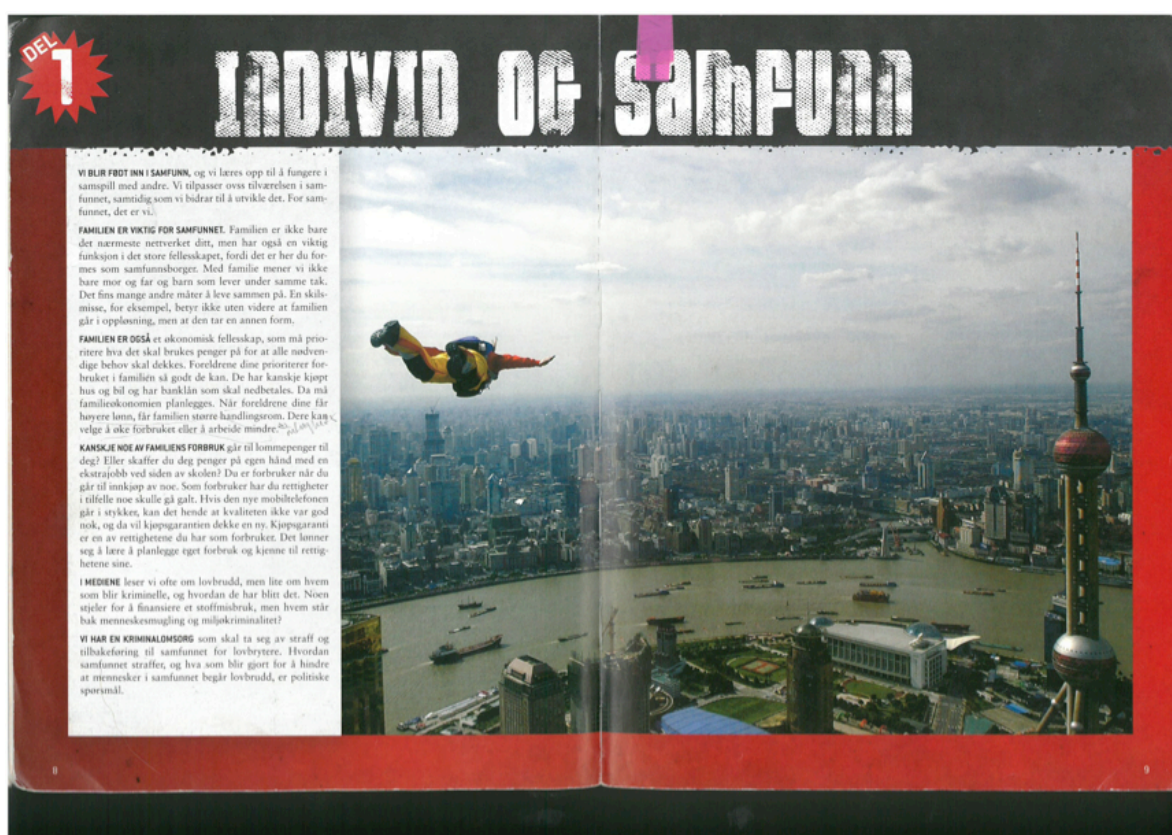 DEL
1
INDIVID OG SAMFUNN
VI BLIR FØDT INN I SAMFUNN, og vi læres opp til å fungere i
samspill med andre. Vi tilpasser ovss tilværelsen i sam-
funnet, samtidig som vi bidrar til å utvikle det. For sam-
funnet, det er vi.
FAMILIEN ER VIKTIG FOR SAMFUNNET. Familien er ikke bare
det nærmeste nettverket ditt, men har også en viktig
funksjon i det store fellesskapet, fordi det er her du for-
mes som samfunnsborger. Med familie mener vi ikke
bare mor og far og barn som lever under samme tak.
Det fins mange andre måter å leve sammen på. En skils-
misse, for eksempel, betyr ikke uten videre at familien
går i oppløsning, men at den tar en annen form.
FAMILIEN ER OGSÅ et økonomisk fellesskap, som må prio-
ritere hva det skal brukes penger på for at alle nødven-
dige behov skal dekkes. Foreldrene dine prioriterer for-
bruket i familien så godt de kan. De har kanskje kjøpt
hus og bil og har banklån som skal nedbetales. Da må
familieøkonomien planlegges. Når foreldrene dine får
høyere lønn, får familien større handlingsrom. Dere kan
velge å øke forbruket eller å arbeide mindre.
KANSKJE NOE AV FAMILIENS FORBRUK går til lommepenger til
deg? Eller skaffer du deg penger på egen hånd med en
ekstrajobb ved siden av skolen? Du er forbruker når du
går til innkjøp av noe. Som forbruker har du rettigheter
i tilfelle noe skulle gå galt. Hvis den nye mobiltelefonen
går i stykker, kan det hende at kvaliteten ikke var god
nok, og da vil kjøpsgarantien dekke en ny. Kjøpsgaranti
er en av rettighetene du har som forbruker. Det lønner
seg å lære å planlegge eget forbruk og kjenne til rettig-
hetene sine.
I MEDIENE leser vi ofte om lovbrudd, men lite om hvem
som blir kriminelle, og hvordan de har blitt det. Noen
stjeler for å finansiere et stoffmisbruk, men hvem står
bak menneskesmugling og miljøkriminalitet?
VI HAR EN KRIMINALOMSORG som skal ta seg av straff og
tilbakeføring til samfunnet for lovbrytere. Hvordan
samfunnet straffer, og hva som blir gjort for å hindre
at mennesker i samfunnet begår lovbrudd, er politiske
spørsmål.
8
9